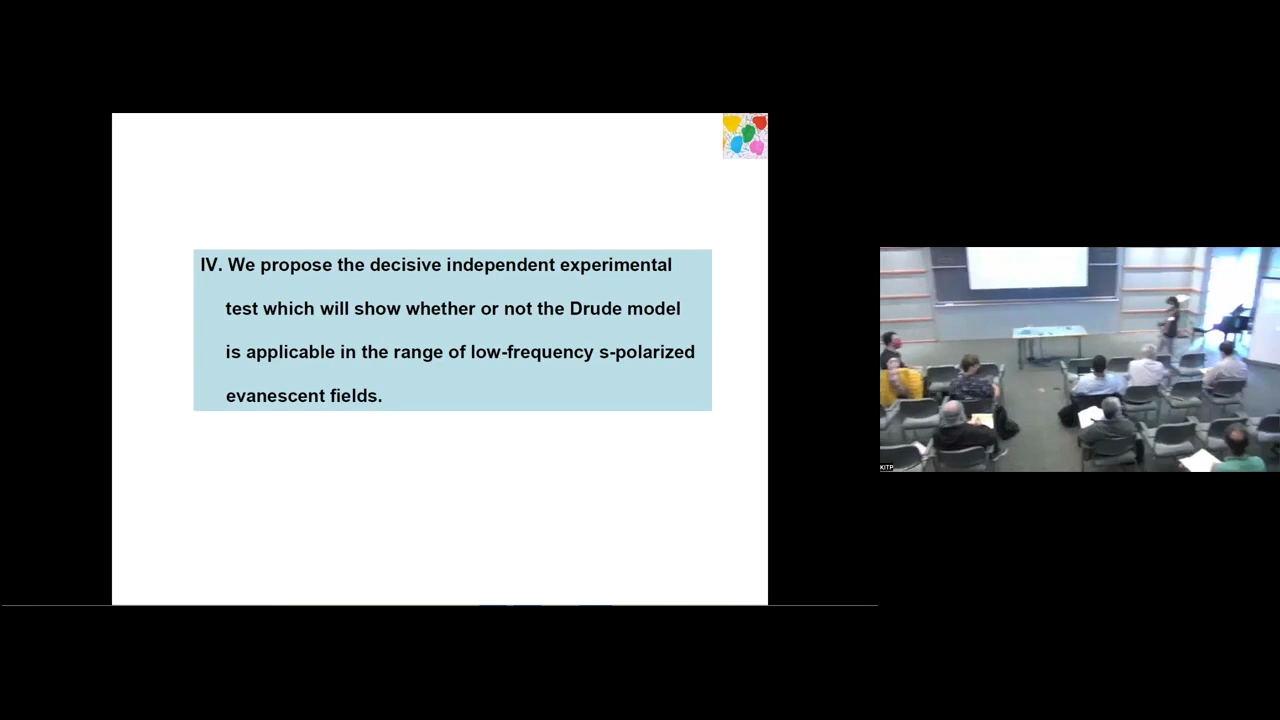 IV. We propose the decisive independent experimental
test which will show whether or not the Drude model
is applicable in the range of low-frequency s-polarized
evanescent fields.
KITP